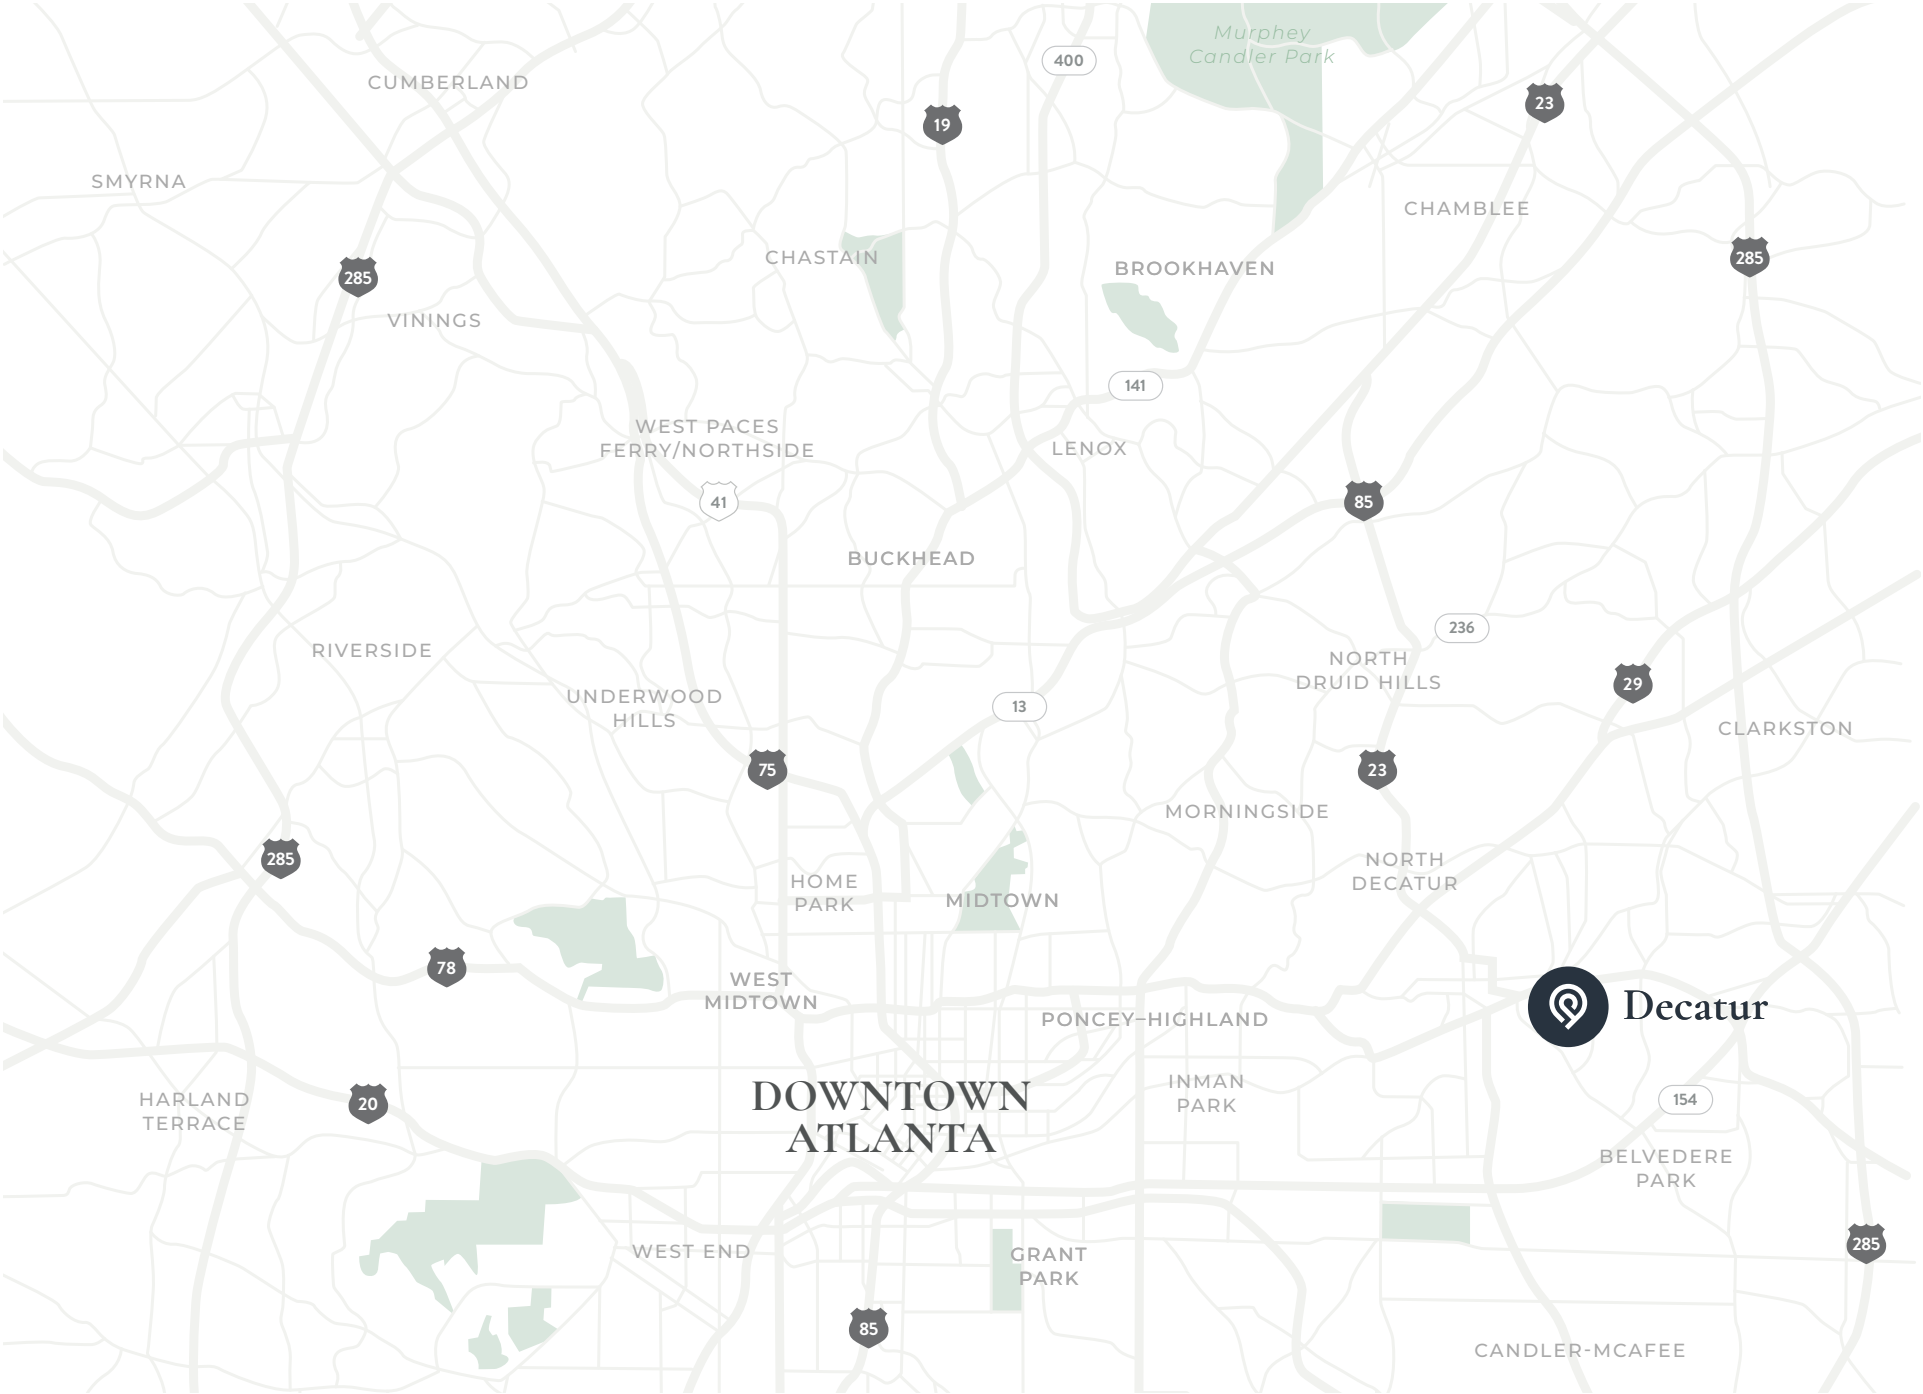 Murphey
Candler Park
400
CUMBERLAND
23
19
SMYRNA
CHAMBLEE
CHASTAIN
285
BROOKHAVEN
285
VININGS
141
WEST PACES
FERRY/NORTHSIDE
LENOX
41
85
BUCKHEAD
236
RIVERSIDE
NORTH
DRUID HILLS
29
UNDERWOOD
HILLS
13
CLARKSTON
75
23
MORNINGSIDE
285
NORTH
DECATUR
HOME
PARK
MIDTOWN
78
WEST
MIDTOWN
Decatur
PONCEY–HIGHLAND
INMAN
PARK
DOWNTOWN
ATLANTA
HARLAND
TERRACE
20
154
BELVEDERE
PARK
WEST END
GRANT
PARK
285
85
CANDLER-MCAFEE